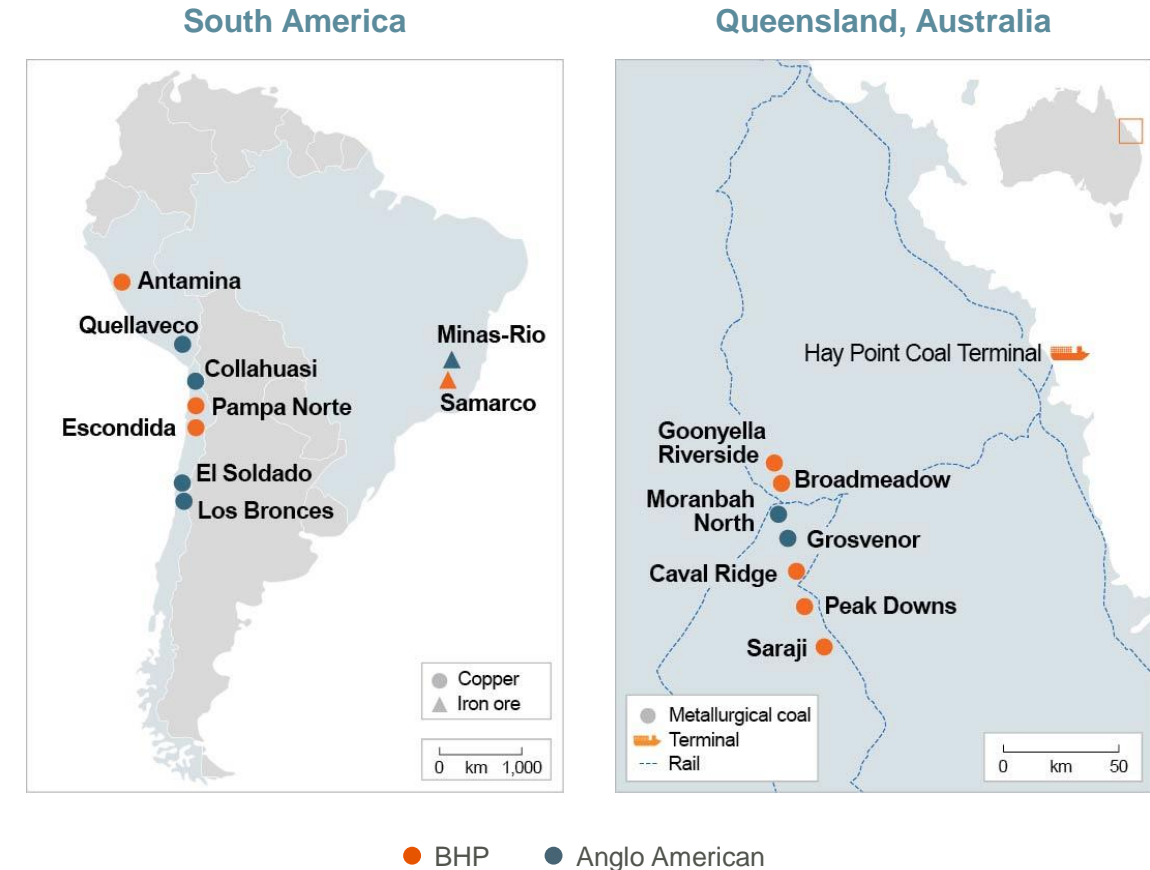 South America
Queensland, Australia
Antamina
Quellaveco
Collahuasi
Pampa Norte
Escondida
El Soldado
Los Bronces
Minas-Rio
Samarco
Copper
Iron ore
0 km 1,000
Hay Point Coal Terminal
Goonyella
Riverside
Broadmeadow
Moranbah
North
Grosvenor
Caval Ridge
Peak Downs
Saraji
Metallurgical coal
Terminal
Rail
0 km 50
BHP
Anglo American